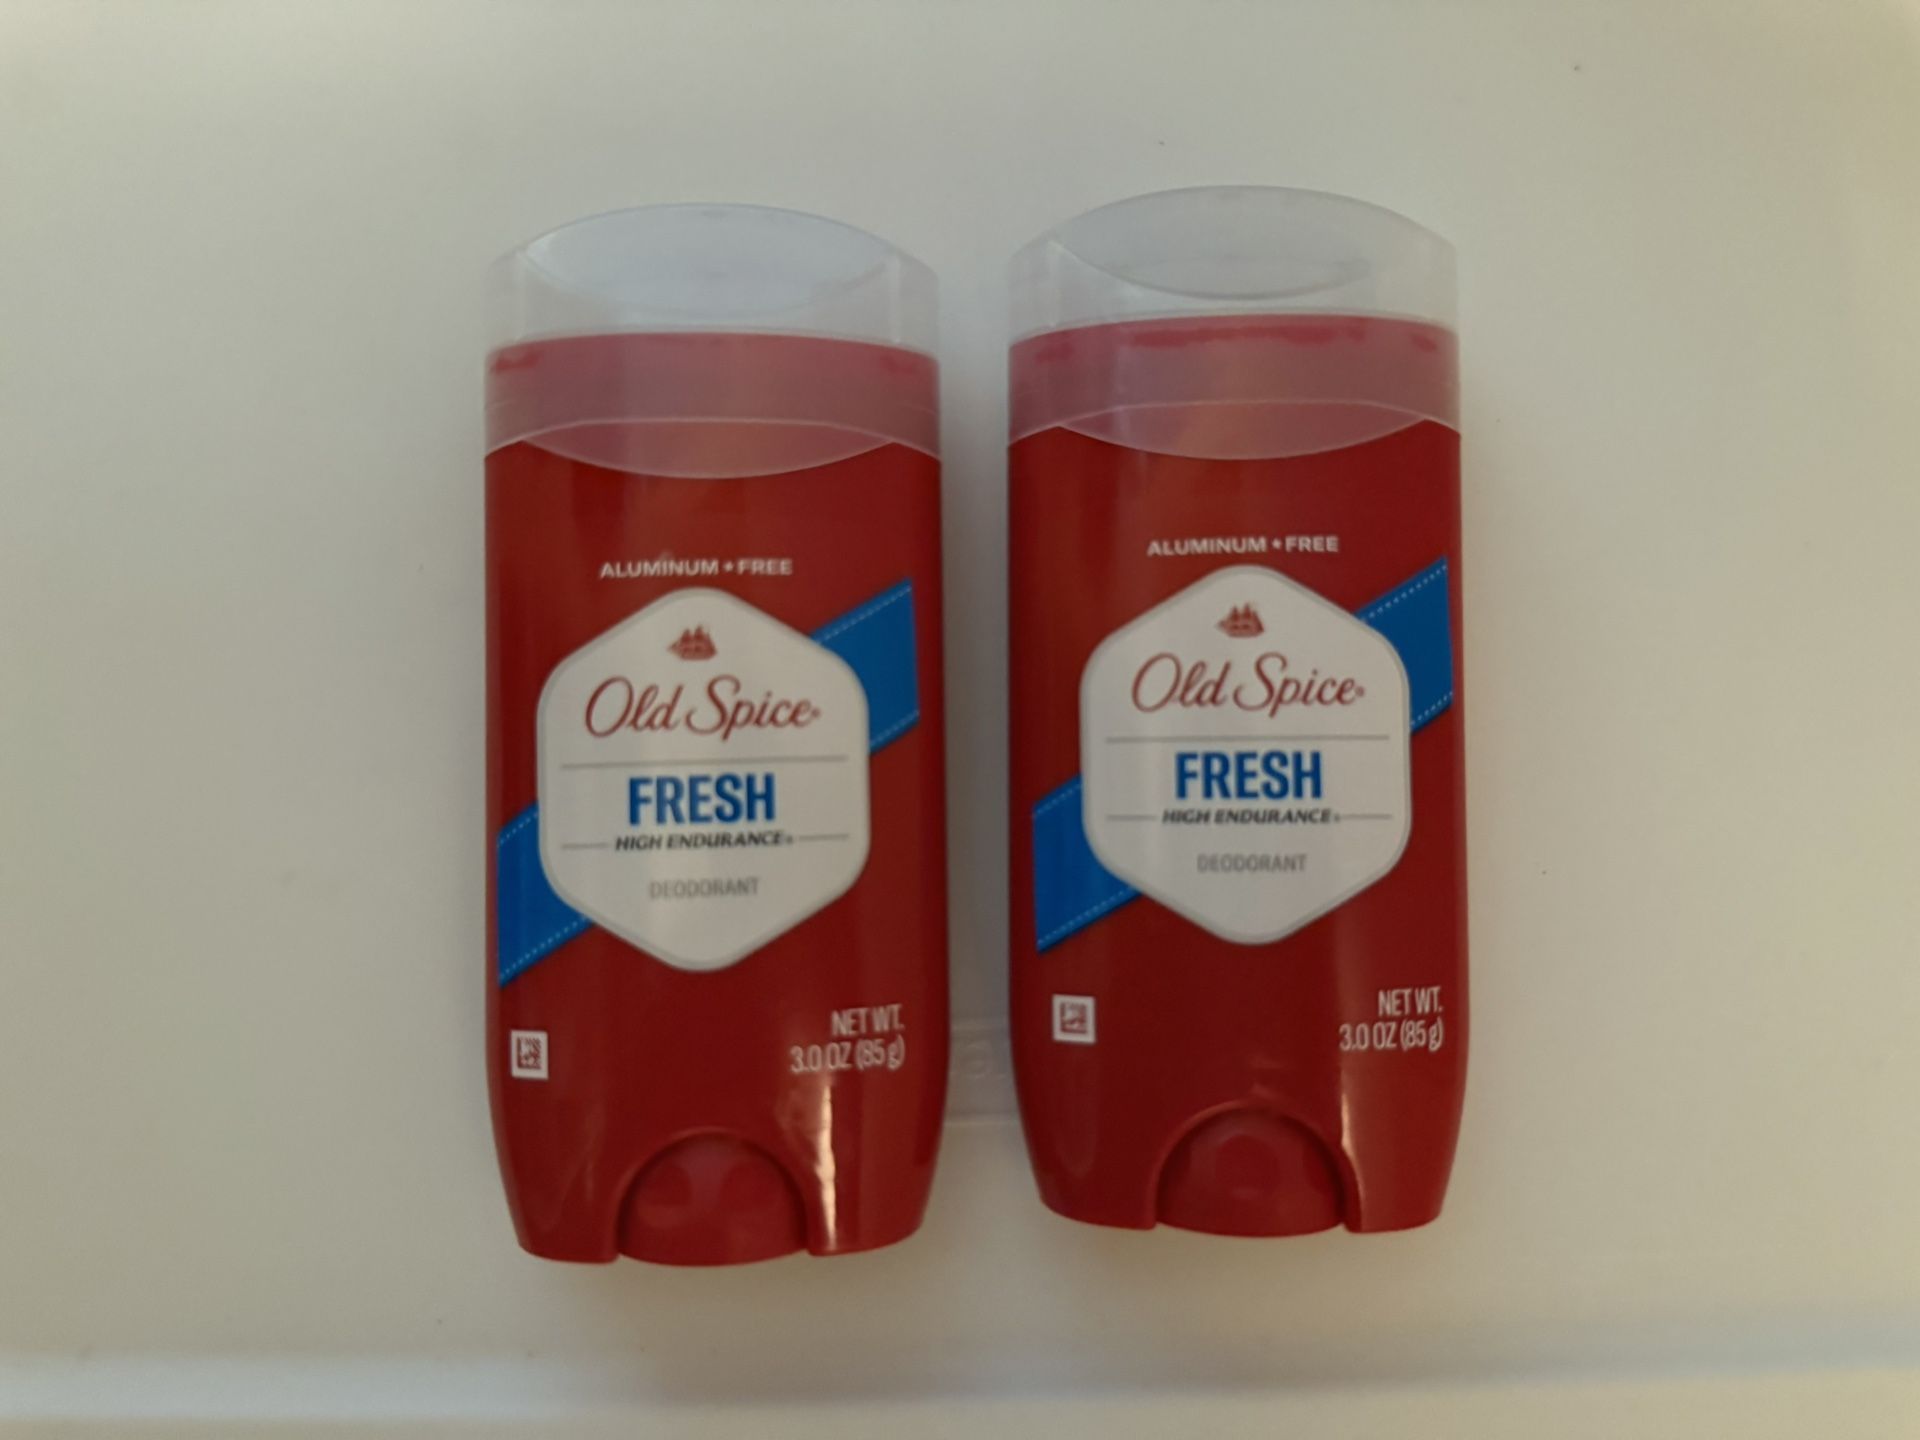 ALUMINUM★FREE
Old Spice®
FRESH
HIGH ENDURANCE®
DEODORANT
NET WT.
3.0 OZ (85 g)
ALUMINUM★FREE
Old Spice®
FRESH
HIGH ENDURANCE®
DEODORANT
NET WT.
3.0 OZ (85 g)